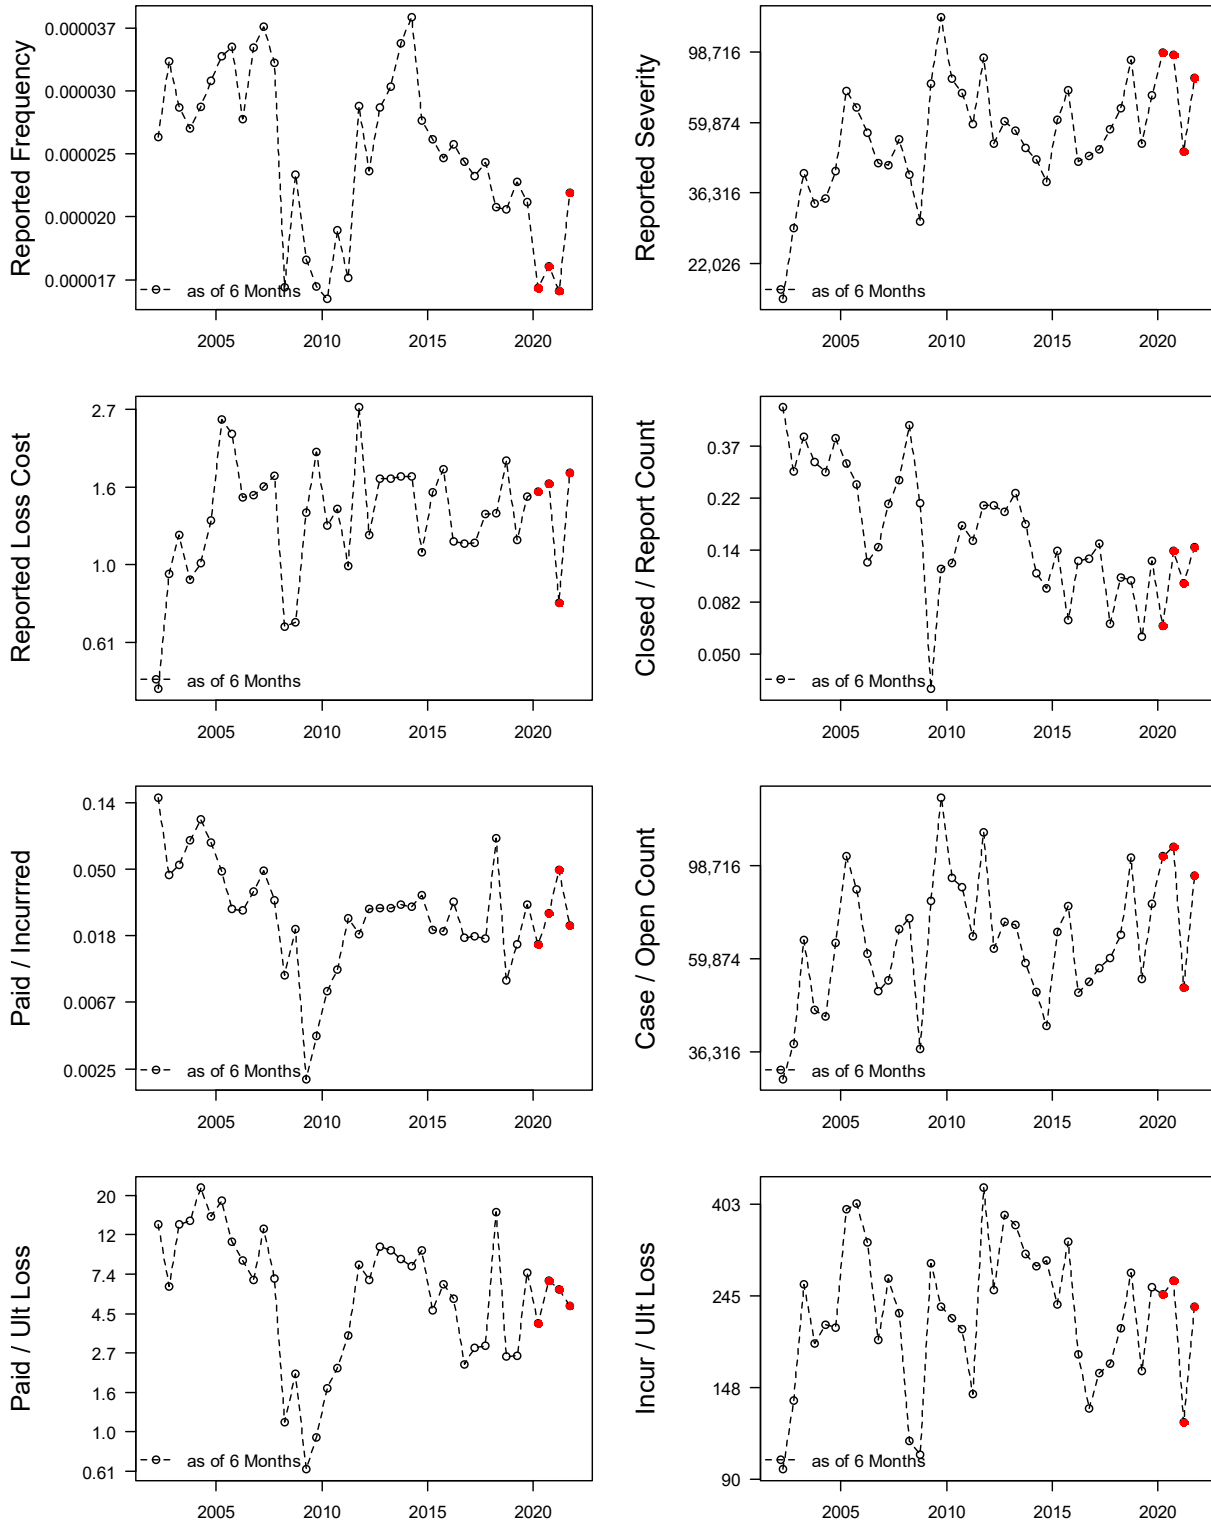 Reported Frequency
0.000037
0.000030
0.000025
0.000020
0.000017
as of 6 Months
2005 2010 2015 2020
Reported Severity
98,716
59,874
36,316
22,026
as of 6 Months
2005 2010 2015 2020
Reported Loss Cost
2.7
1.6
1.0
0.61
as of 6 Months
2005 2010 2015 2020
Closed / Report Count
0.37
0.22
0.14
0.082
0.050
as of 6 Months
2005 2010 2015 2020
Paid / Incurrred
0.14
0.050
0.018
0.0067
0.0025
as of 6 Months
2005 2010 2015 2020
Case / Open Count
98,716
59,874
36,316
as of 6 Months
2005 2010 2015 2020
Paid / Ult Loss
20
12
7.4
4.5
2.7
1.6
1.0
0.61
as of 6 Months
2005 2010 2015 2020
Incur / Ult Loss
403
245
148
90
as of 6 Months
2005 2010 2015 2020